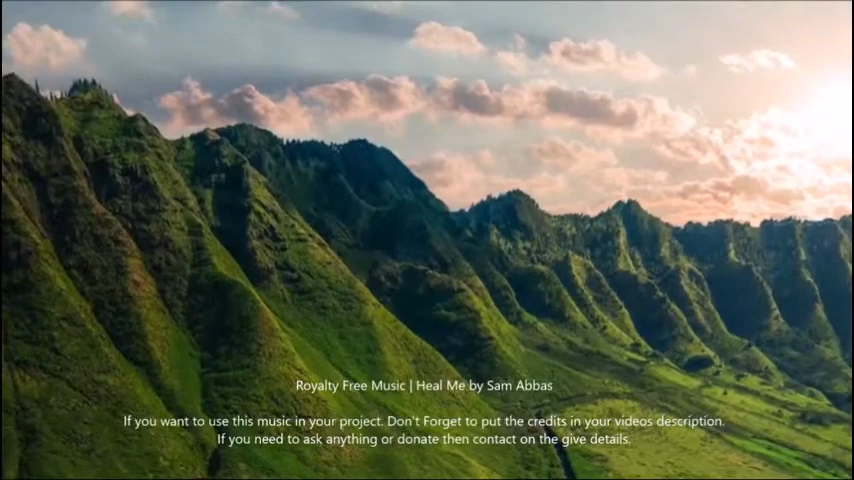 Royalty Free Music | Heal Me by Sam Abbas
If you want to use this music in your project. Don't Forget to put the credits in your videos description.
If you need to ask anything or donate then contact on the give details.